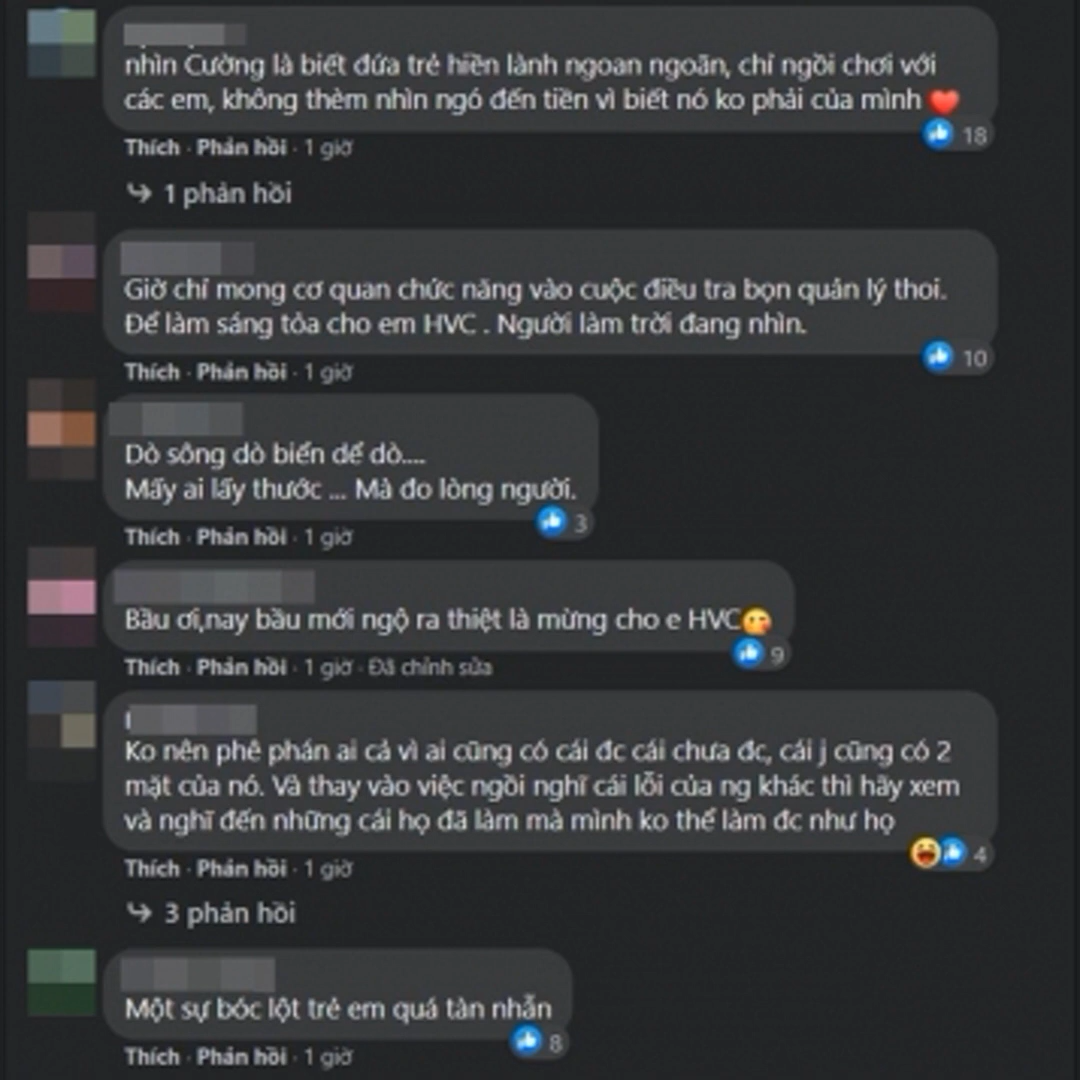 nhìn Cường là biết đứa trẻ hiền lành ngoan ngoãn, chỉ ngồi chơi với
các em, không thèm nhìn ngó đến tiền vì biết nó ko phải của mình ❤️
18
Thích · Phản hồi · 1 giờ
1 phản hồi
Giờ chỉ mong cơ quan chức năng vào cuộc điều tra bọn quản lý thoi.
Để làm sáng tỏa cho em HVC . Người làm trời đang nhìn.
10
Thích · Phản hồi · 1 giờ
Dò sông dò biển dể dò....
Mấy ai lấy thước ... Mà đo lòng người.
3
Thích · Phản hồi · 1 giờ
Bầu ơi,nay bầu mới ngộ ra thiệt là mừng cho e HVC😘
9
Thích · Phản hồi · 1 giờ · Đã chỉnh sửa
Ko nên phê phán ai cả vì ai cũng có cái đc cái chưa đc, cái j cũng có 2
mặt của nó. Và thay vào việc ngồi nghĩ cái lỗi của ng khác thì hãy xem
và nghĩ đến những cái họ đã làm mà mình ko thể làm đc như họ
4
Thích · Phản hồi · 1 giờ
3 phản hồi
Một sự bóc lột trẻ em quá tàn nhẫn
8
Thích · Phản hồi · 1 giờ